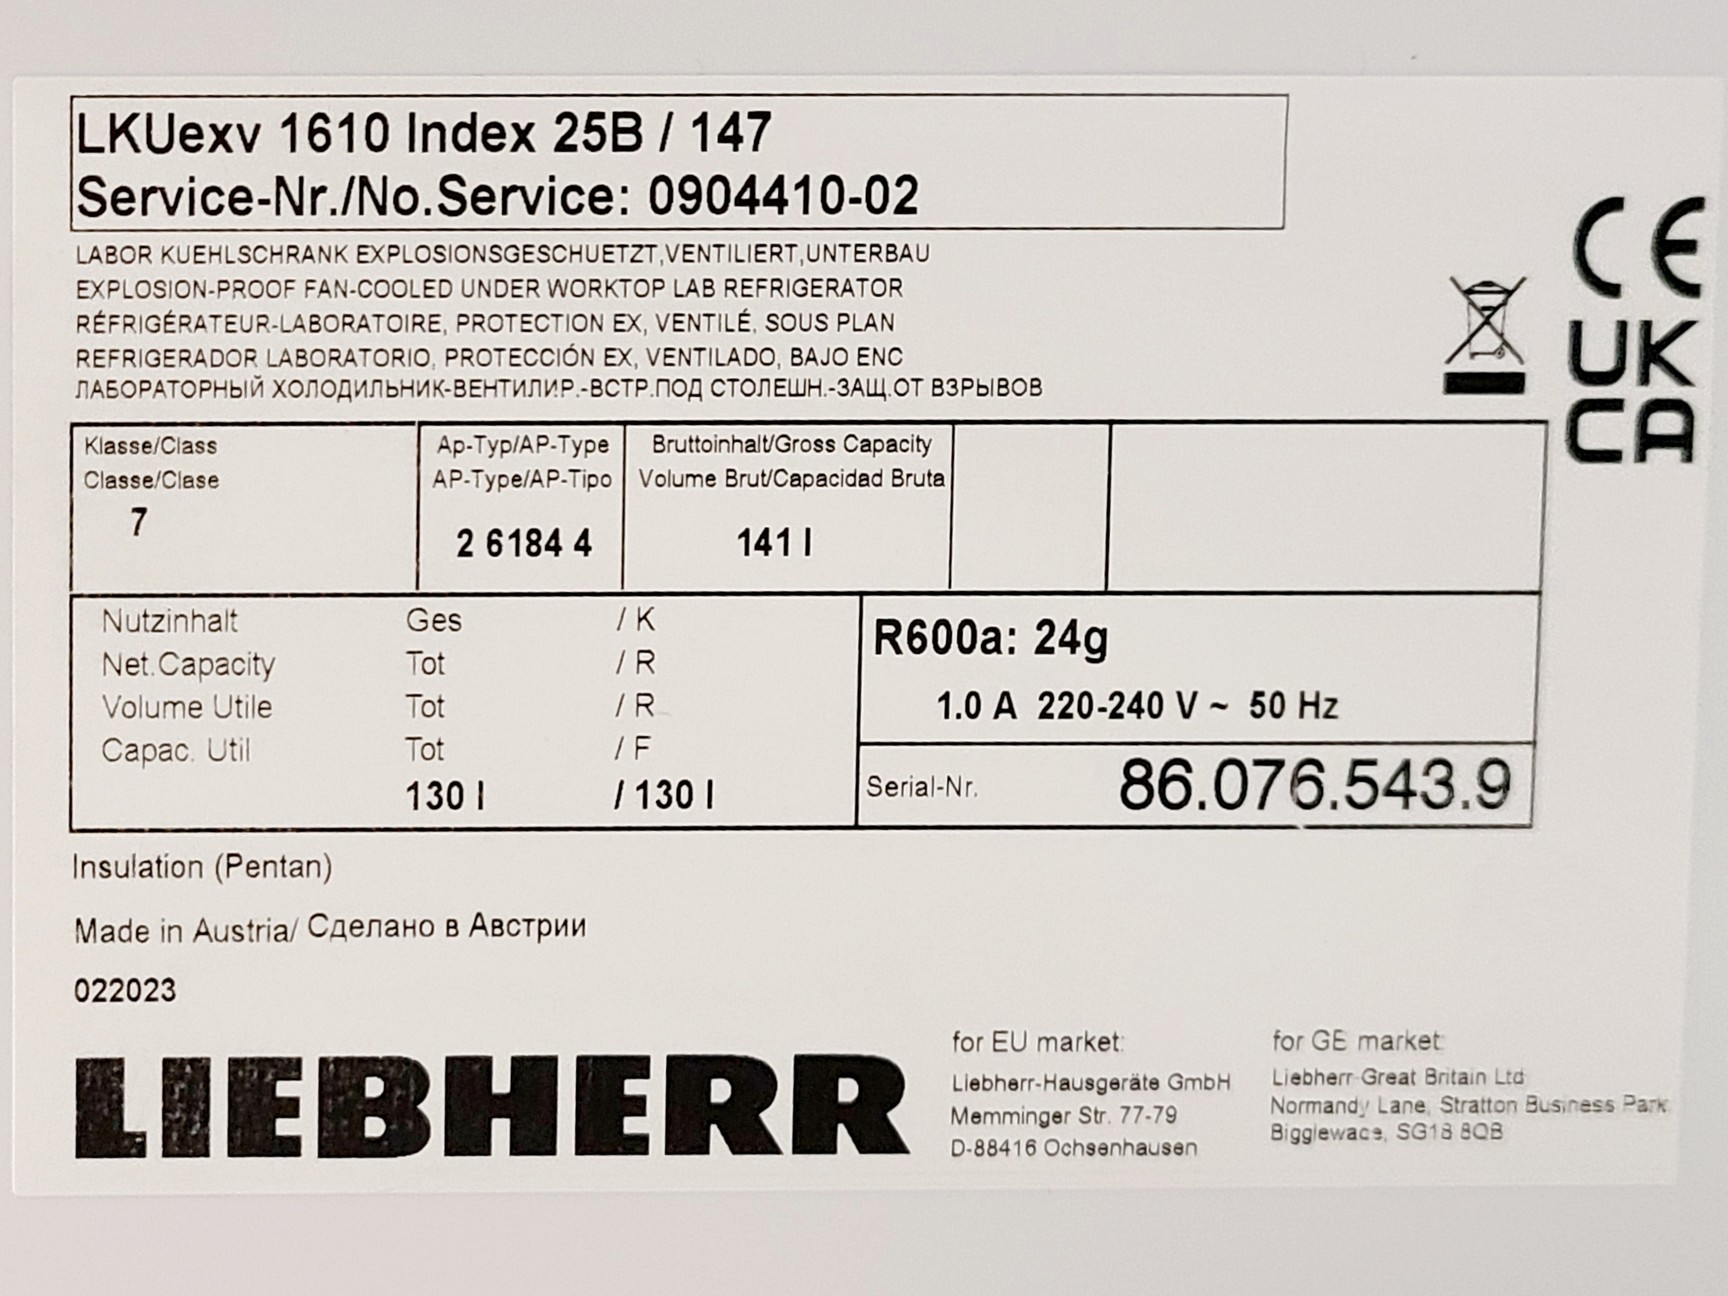 LKUexv 1610 Index 25B / 147
Service-Nr./No.Service: 0904410-02
LABOR KUEHLSCHRANK EXPLOSIONSGESCHUETZT,VENTILIERT,UNTERBAU
EXPLOSION-PROOF FAN-COOLED UNDER WORKTOP LAB REFRIGERATOR
RÉFRIGÉRATEUR-LABORATOIRE, PROTECTION EX, VENTILÉ, SOUS PLAN
REFRIGERADOR LABORATORIO, PROTECCIÓN EX, VENTILADO, BAJO ENC
ЛАБОРАТОРНЫЙ ХОЛОДИЛЬНИК-ВЕНТИЛИР.-ВСТР.ПОД СТОЛЕШН.-ЗАЩ.ОТ ВЗРЫВОВ
CE
UK
CA
Klasse/Class
Classe/Clase
7
Ap-Typ/AP-Type
AP-Type/AP-Tipo
2 6184 4
Bruttoinhalt/Gross Capacity
Volume Brut/Capacidad Bruta
141 l
Nutzinhalt Ges / K
Net.Capacity Tot / R
Volume Utile Tot / R
Capac. Util Tot / F
130 l / 130 l
R600a: 24g
1.0 A 220-240 V ~ 50 Hz
Serial-Nr. 86.076.543.9
Insulation (Pentan)
Made in Austria/ Сделано в Австрии
022023
LIEBHERR
for EU market:
Liebherr-Hausgeräte GmbH
Memminger Str. 77-79
D-88416 Ochsenhausen
for GE market:
Liebherr Great Britain Ltd
Normandy Lane, Stratton Business Park
Bigglewace, SG18 8QB